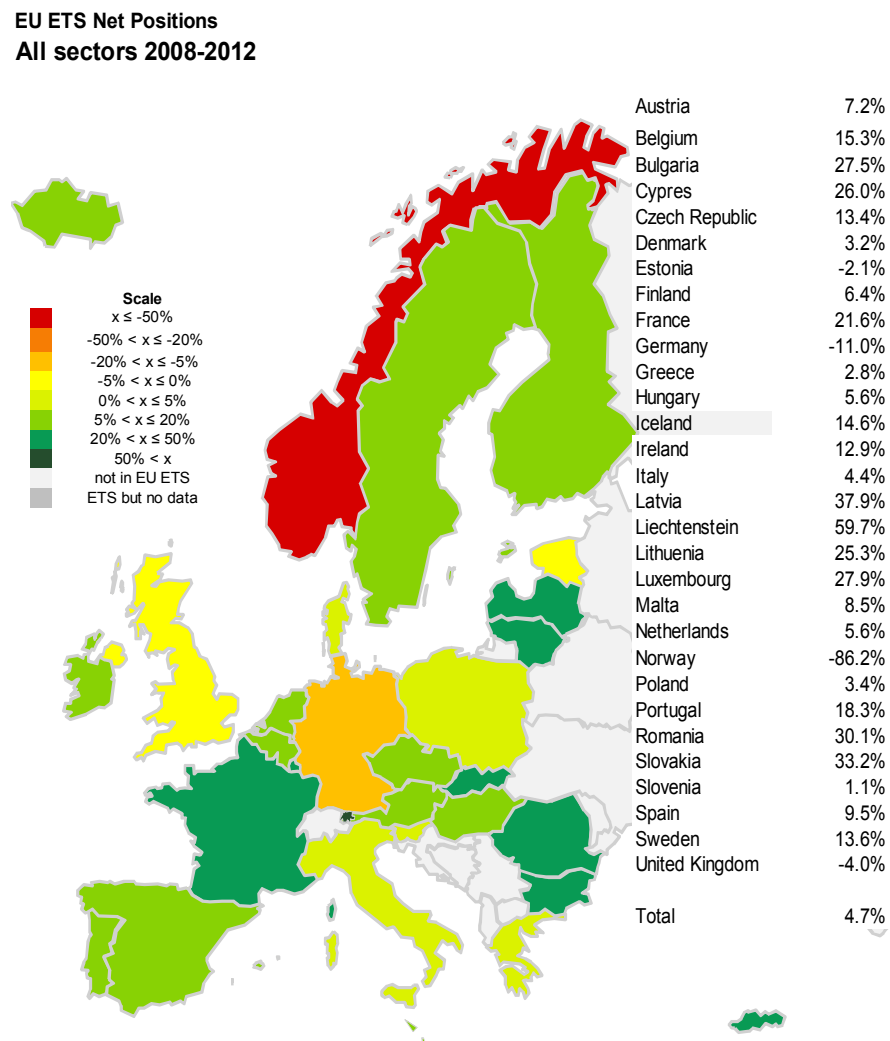 EU ETS Net Positions
All sectors 2008-2012
Scale
x ≤ -50%
-50% < x ≤ -20%
-20% < x ≤ -5%
-5% < x ≤ 0%
0% < x ≤ 5%
5% < x ≤ 20%
20% < x ≤ 50%
50% < x
not in EU ETS
ETS but no data
Austria 7.2%
Belgium 15.3%
Bulgaria 27.5%
Cypres 26.0%
Czech Republic 13.4%
Denmark 3.2%
Estonia -2.1%
Finland 6.4%
France 21.6%
Germany -11.0%
Greece 2.8%
Hungary 5.6%
Iceland 14.6%
Ireland 12.9%
Italy 4.4%
Latvia 37.9%
Liechtenstein 59.7%
Lithuenia 25.3%
Luxembourg 27.9%
Malta 8.5%
Netherlands 5.6%
Norway -86.2%
Poland 3.4%
Portugal 18.3%
Romania 30.1%
Slovakia 33.2%
Slovenia 1.1%
Spain 9.5%
Sweden 13.6%
United Kingdom -4.0%
Total 4.7%